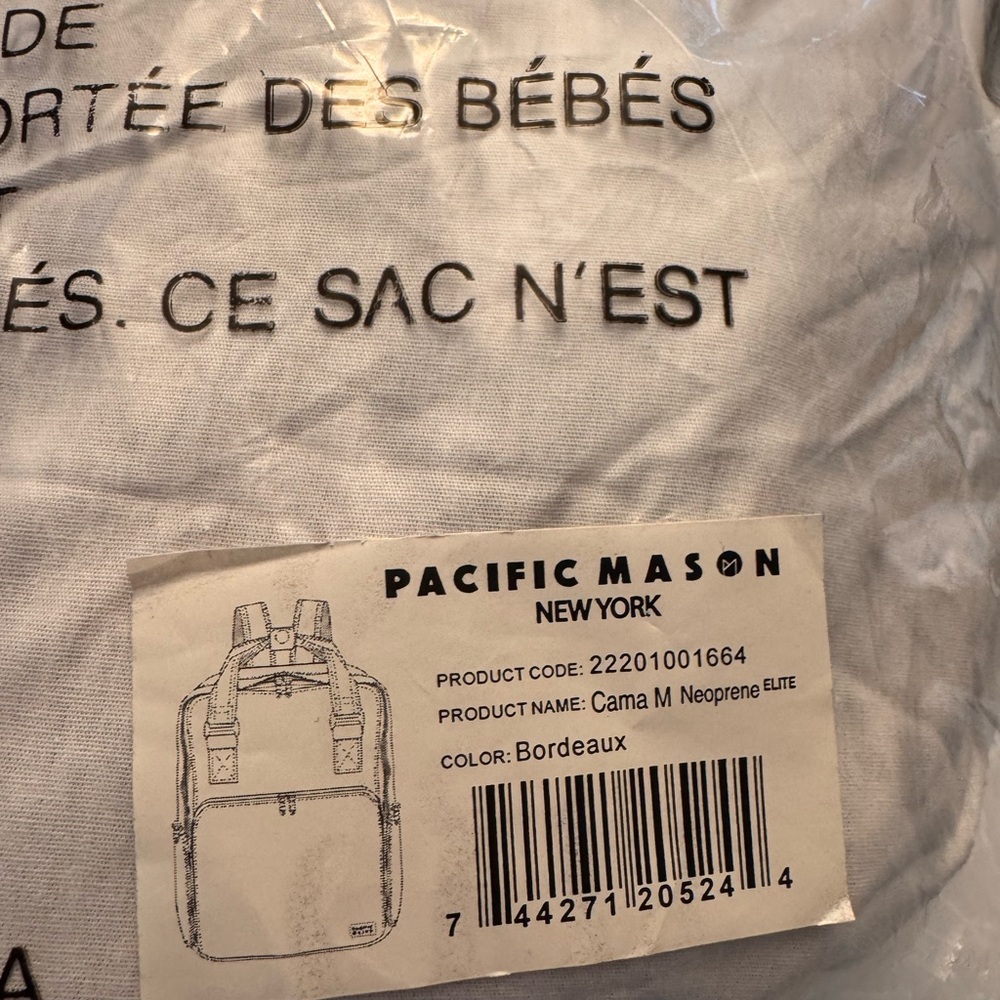 DE
ORTÉE DES BÉBÉS
ÉS. CE SAC N'EST
PACIFIC MASON
NEW YORK
PRODUCT CODE: 22201001664
PRODUCT NAME: Cama M Neoprene ELITE
COLOR: Bordeaux
7 44271 20524 4
A